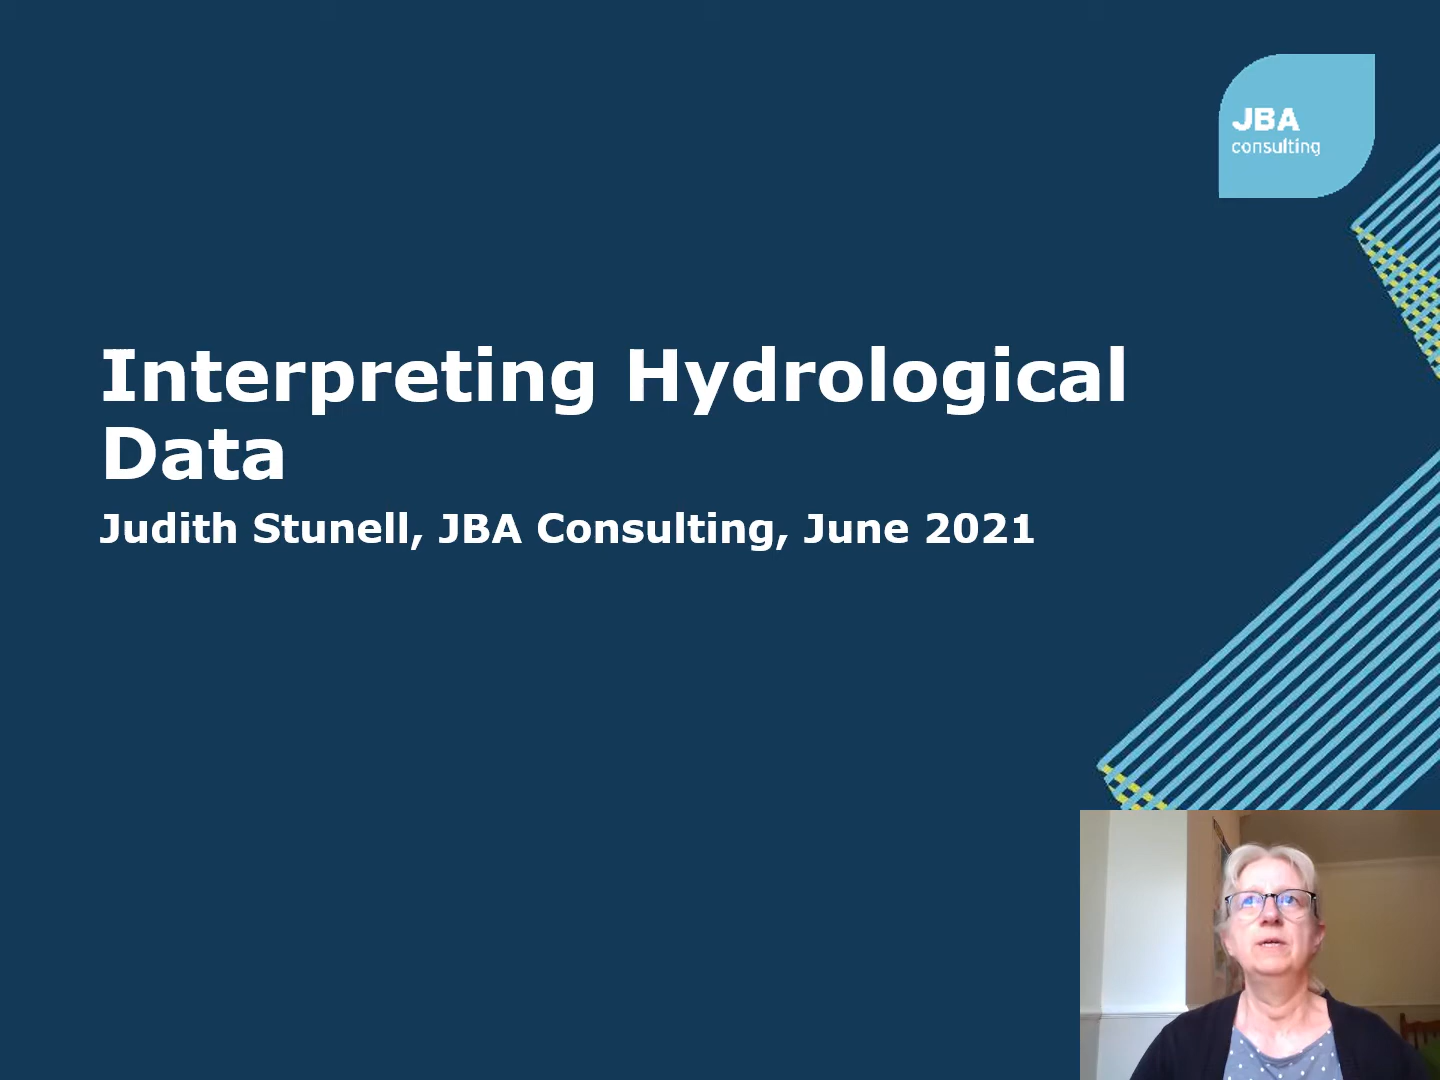 JBA
consulting
Interpreting Hydrological
Data
Judith Stunell, JBA Consulting, June 2021